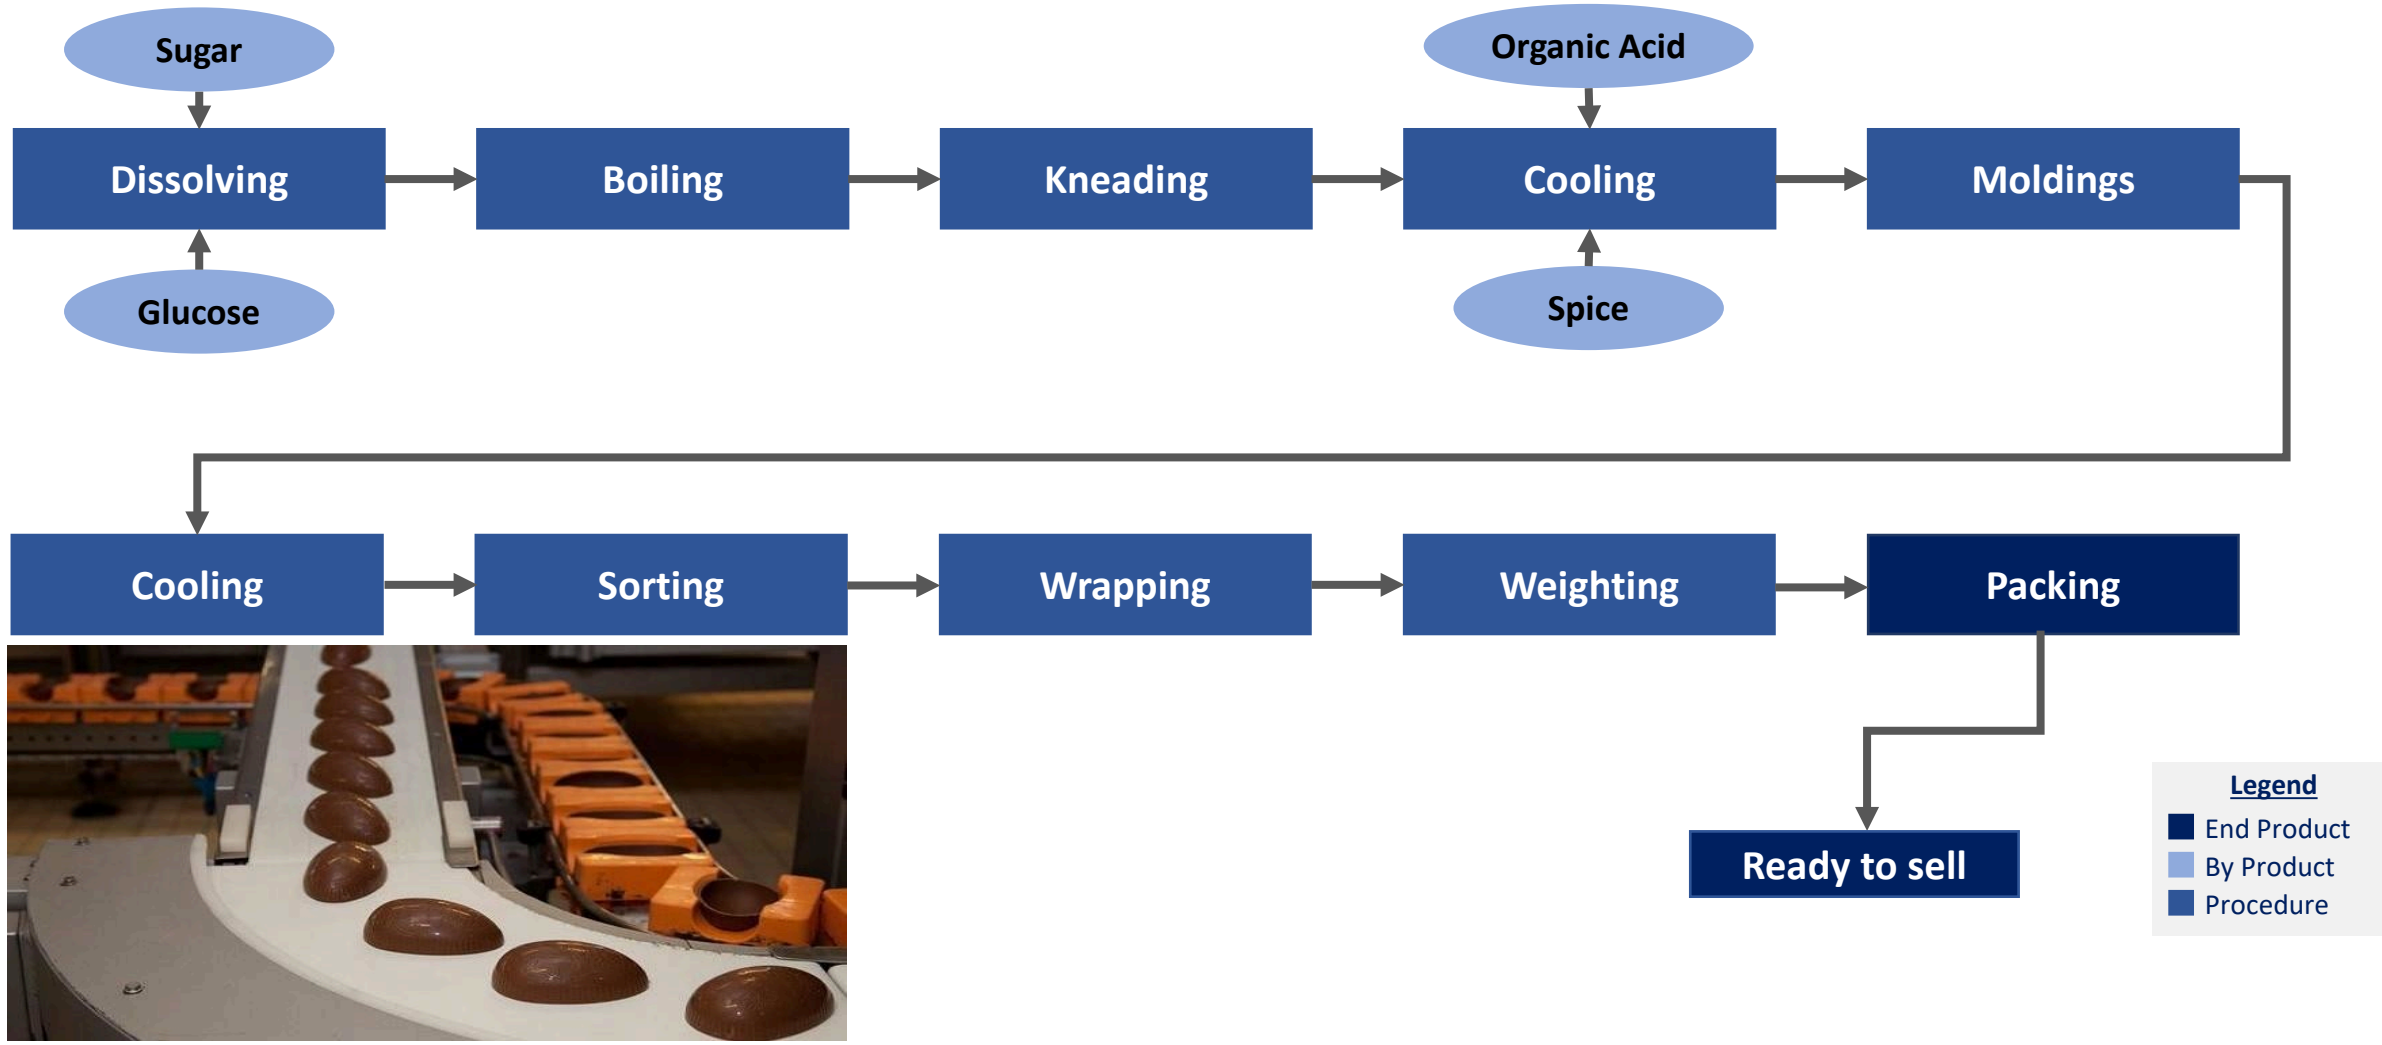 Sugar
Organic Acid
Dissolving
Boiling
Kneading
Cooling
Moldings
Glucose
Spice
Cooling
Sorting
Wrapping
Weighting
Packing
Ready to sell
Legend
End Product
By Product
Procedure